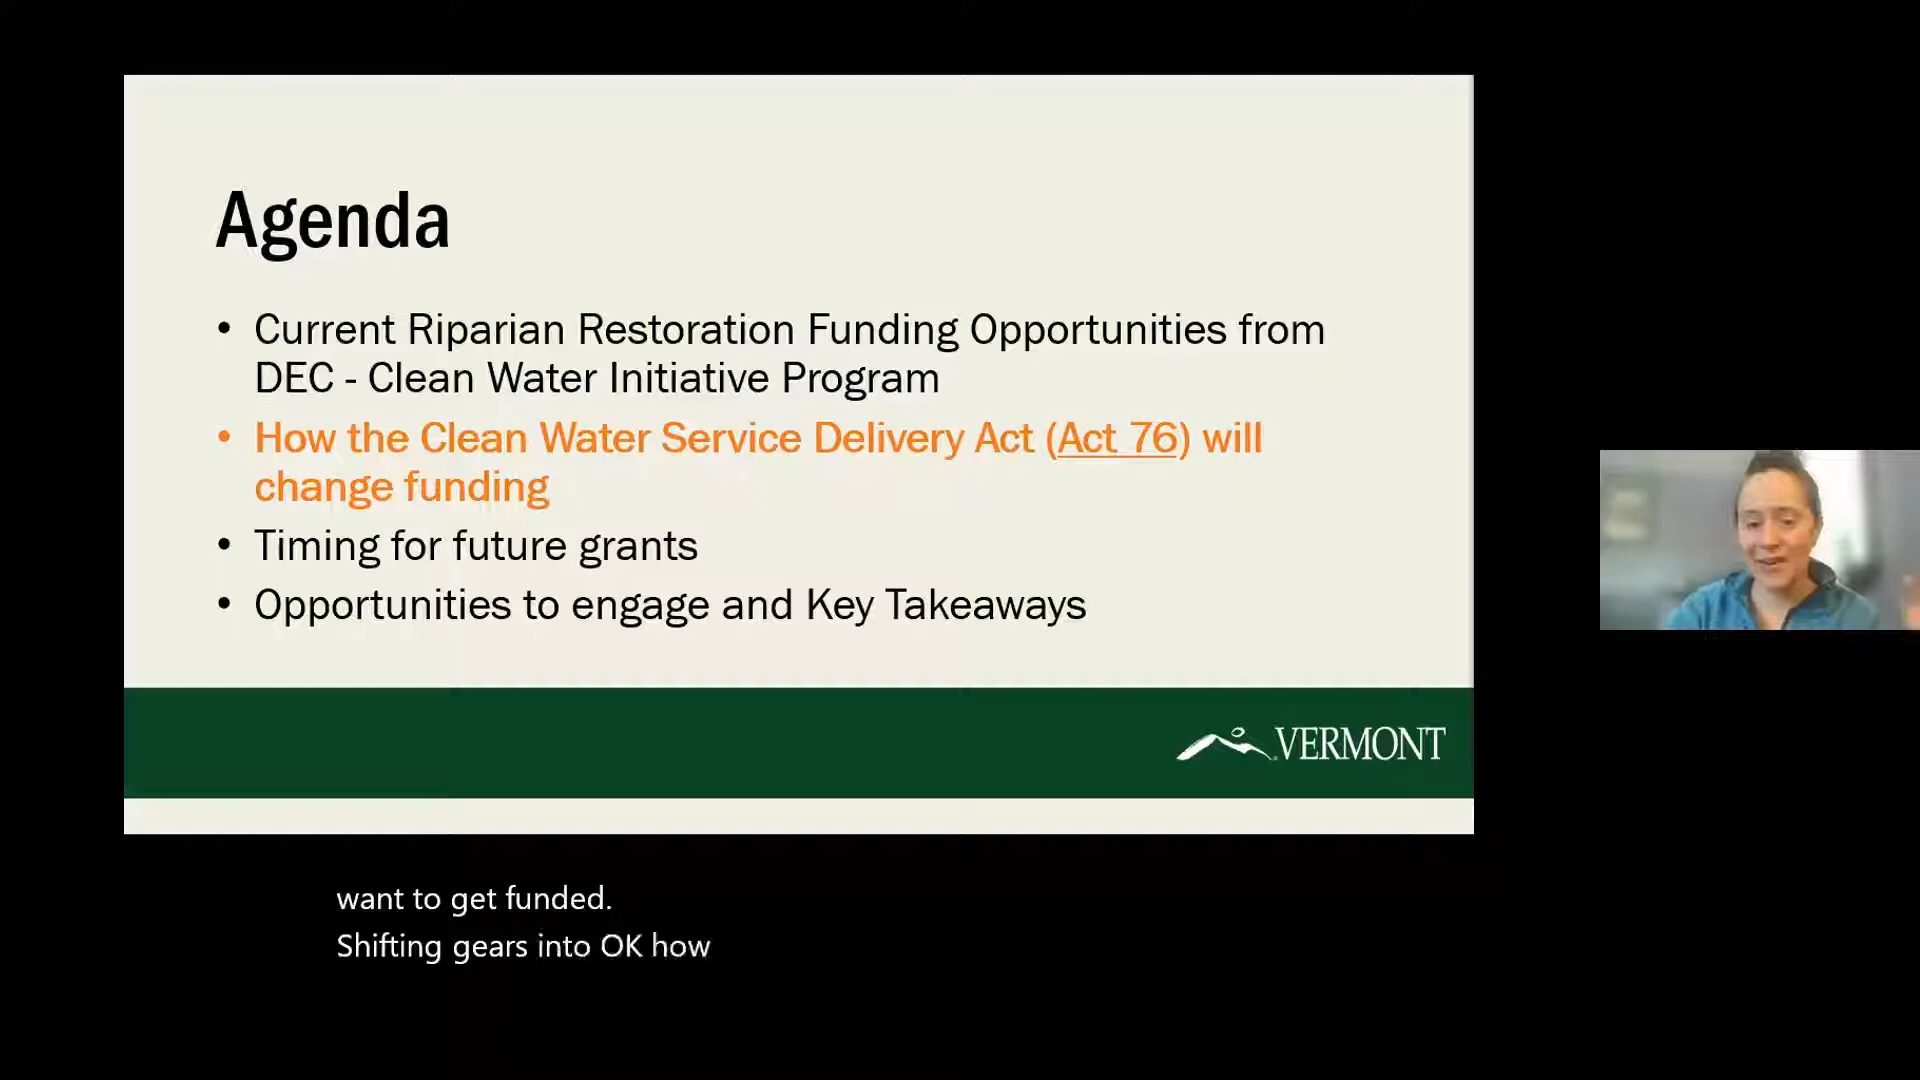 Agenda
• Current Riparian Restoration Funding Opportunities from
DEC - Clean Water Initiative Program
• How the Clean Water Service Delivery Act (Act 76) will
change funding
• Timing for future grants
• Opportunities to engage and Key Takeaways
VERMONT
want to get funded.
Shifting gears into OK how